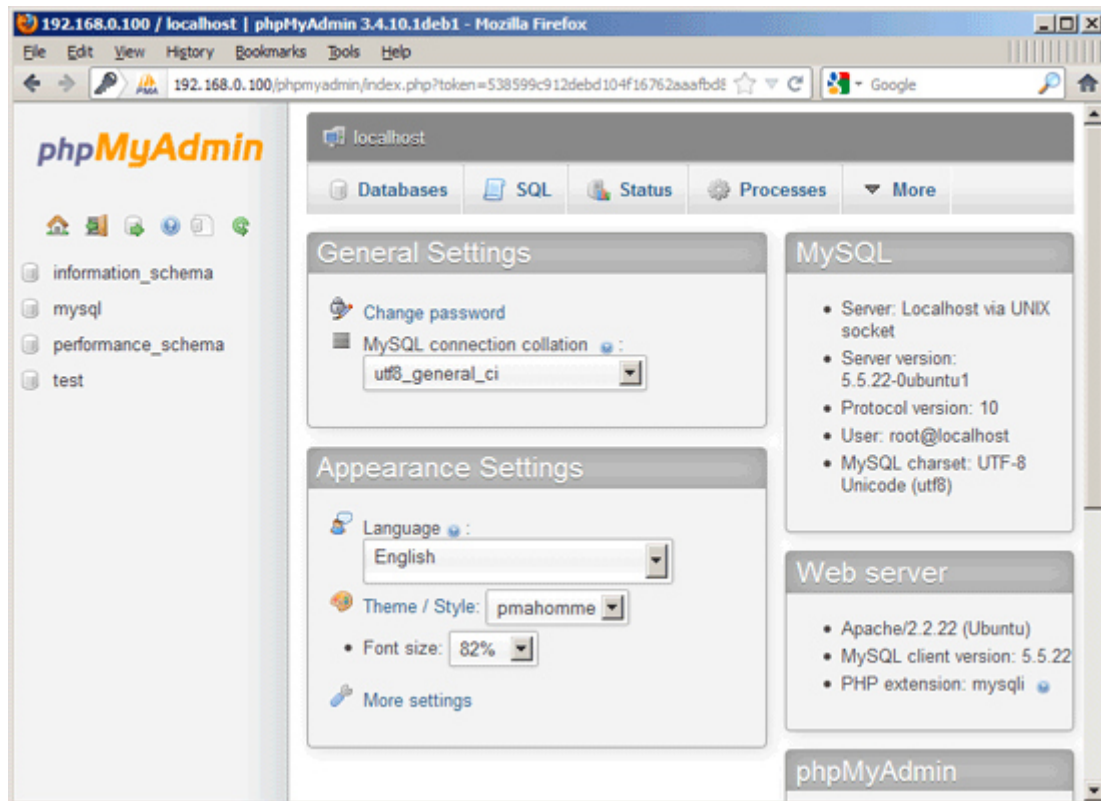 192.168.0.100 / localhost | phpMyAdmin 3.4.10.1deb1 - Mozilla Firefox
File Edit View History Bookmarks Tools Help
192.168.0.100/phpmyadmin/index.php?token=538599c912debd104f16762aaafbd8
Google
phpMyAdmin
information_schema
mysql
performance_schema
test
localhost
Databases SQL Status Processes More
General Settings
Change password
MySQL connection collation :
utf8_general_ci
Appearance Settings
Language :
English
Theme / Style: pmahomme
Font size: 82%
More settings
MySQL
Server: Localhost via UNIX
socket
Server version:
5.5.22-0ubuntu1
Protocol version: 10
User: root@localhost
MySQL charset: UTF-8
Unicode (utf8)
Web server
Apache/2.2.22 (Ubuntu)
MySQL client version: 5.5.22
PHP extension: mysqli
phpMyAdmin